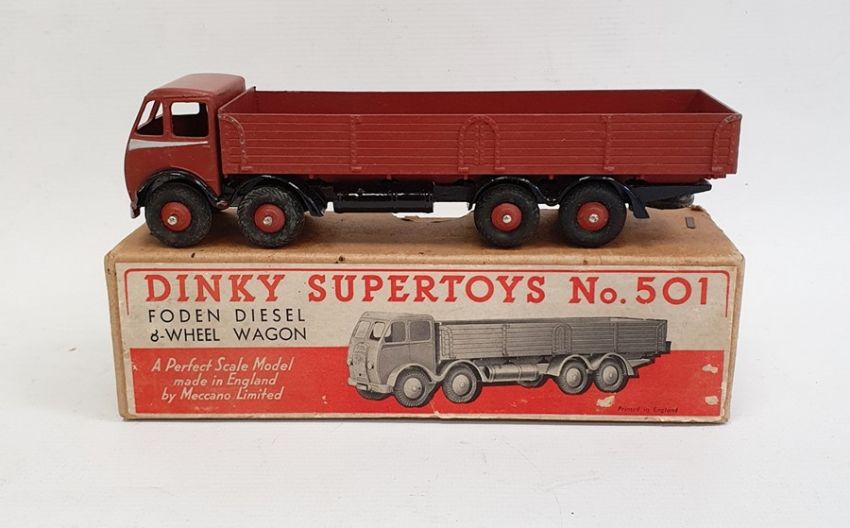 DINKY SUPERTOYS No. 501
FODEN DIESEL
8-WHEEL WAGON
A Perfect Scale Model
made in England
by Meccano Limited
Printed in England